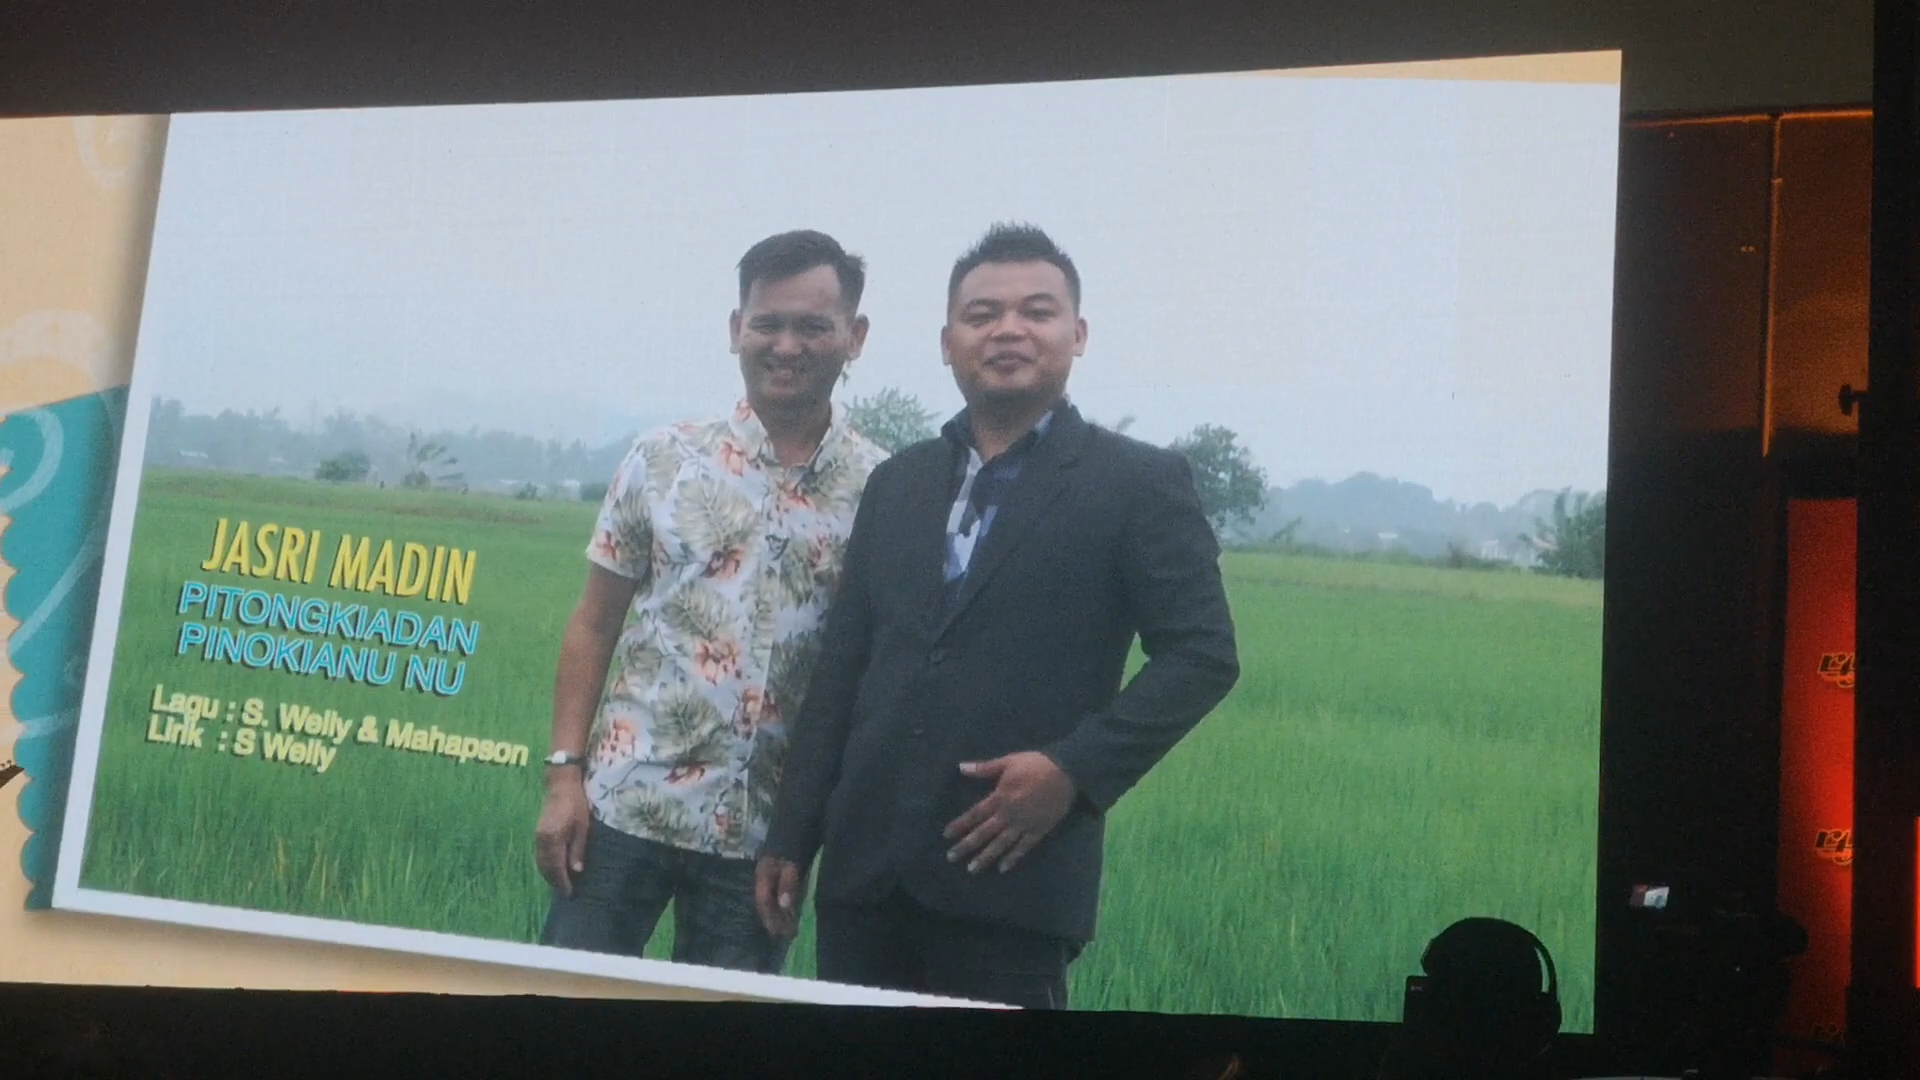 JASRI MADIN
PITONGKIADAN
PINOKIANU NU
Lagu : S. Welly & Mahapson
Lirik : S Welly